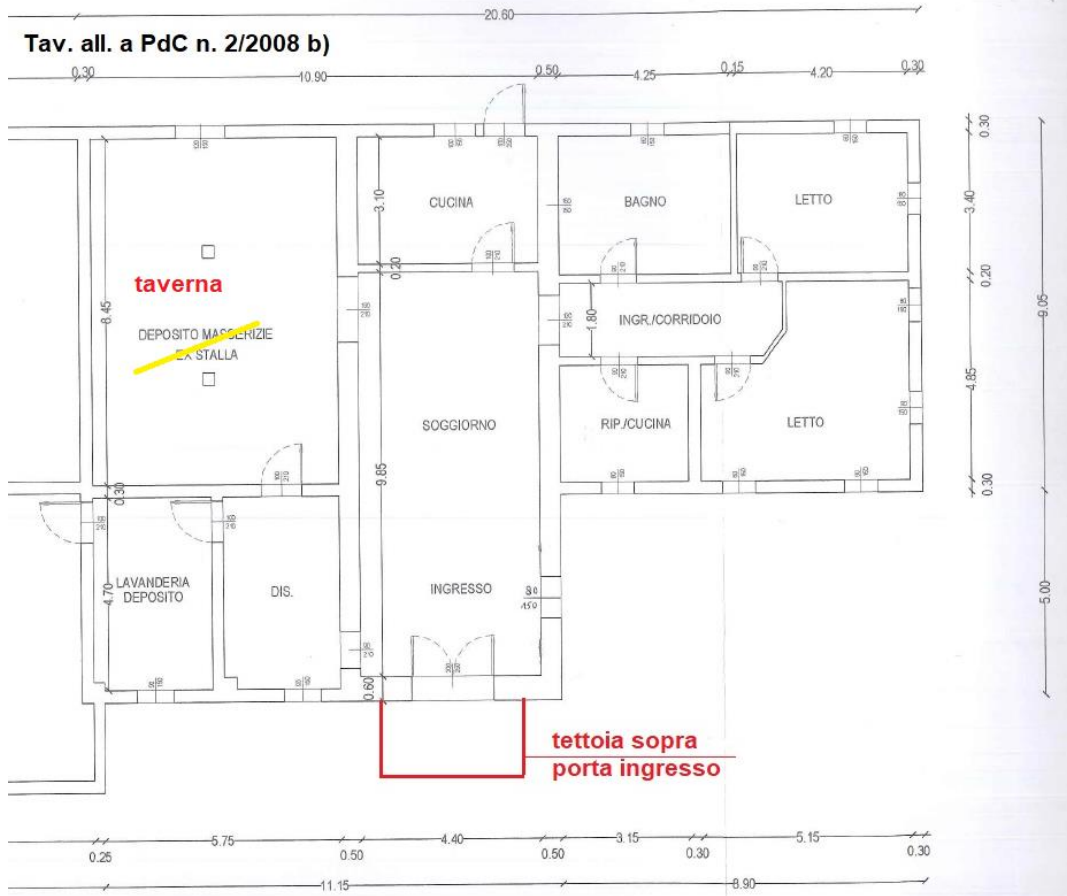 20.60
Tav. all. a PdC n. 2/2008 b)
0.30 10.90 0.50 4.25 0.15 4.20 0.30
0.30
3.10
CUCINA
BAGNO
LETTO
3.40
0.20
taverna
0.20
8.45
DEPOSITO MASSERIZIE
EX STALLA
1.80
INGR./CORRIDOIO
9.05
SOGGIORNO
RIP./CUCINA
LETTO
4.85
9.85
0.30
0.30
LAVANDERIA
DEPOSITO
4.70
DIS.
INGRESSO
80
150
5.00
0.60
tettoia sopra
porta ingresso
5.75 4.40 3.15 5.15
0.25 0.50 0.50 0.30 0.30
11.15 8.90